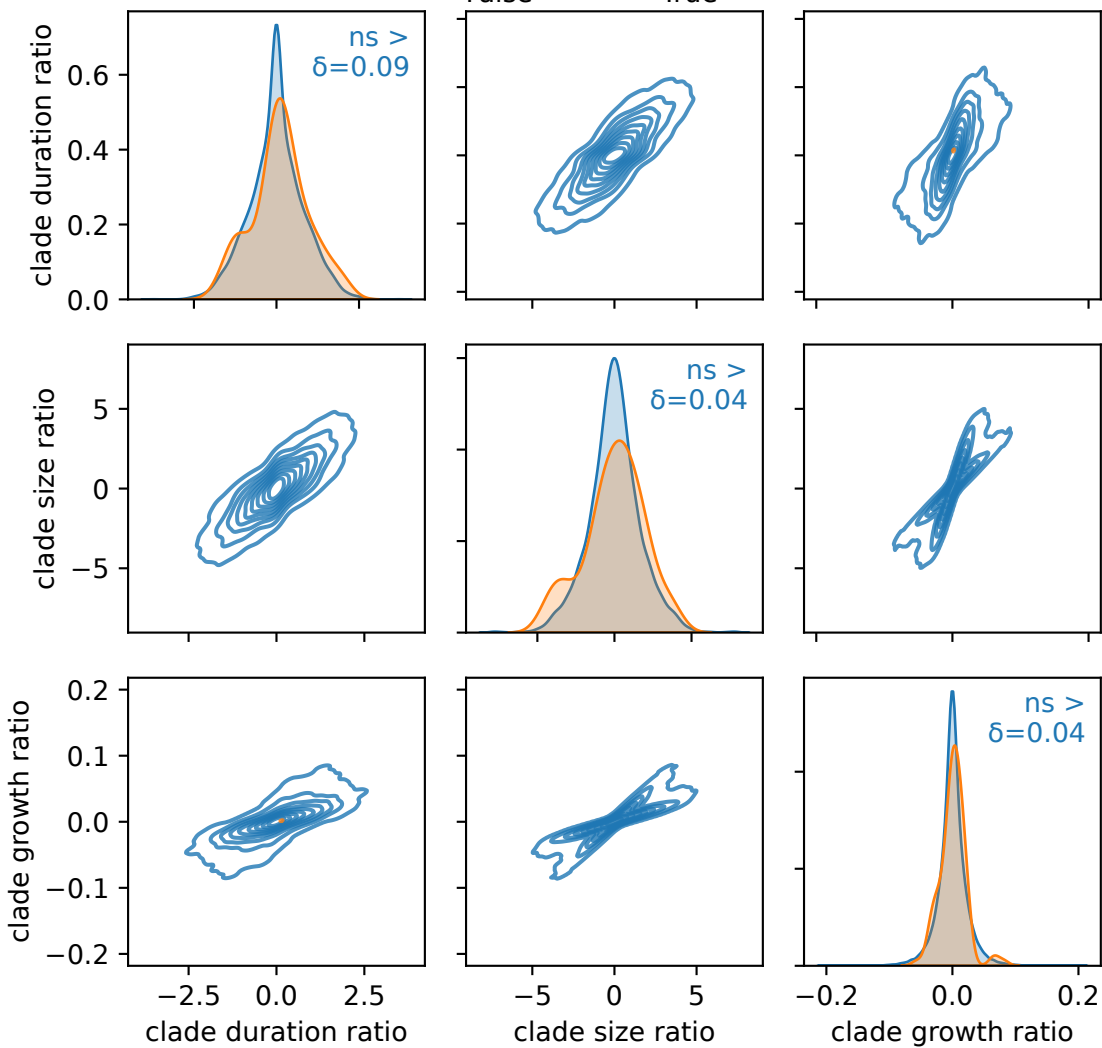 clade duration ratio
0.6
0.4
0.2
0.0
ns >
δ=0.09
clade size ratio
5
0
−5
ns >
δ=0.04
clade growth ratio
0.2
0.1
0.0
−0.1
−0.2
ns >
δ=0.04
−2.5 0.0 2.5
−5 0 5
−0.2 0.0 0.2
clade duration ratio
clade size ratio
clade growth ratio